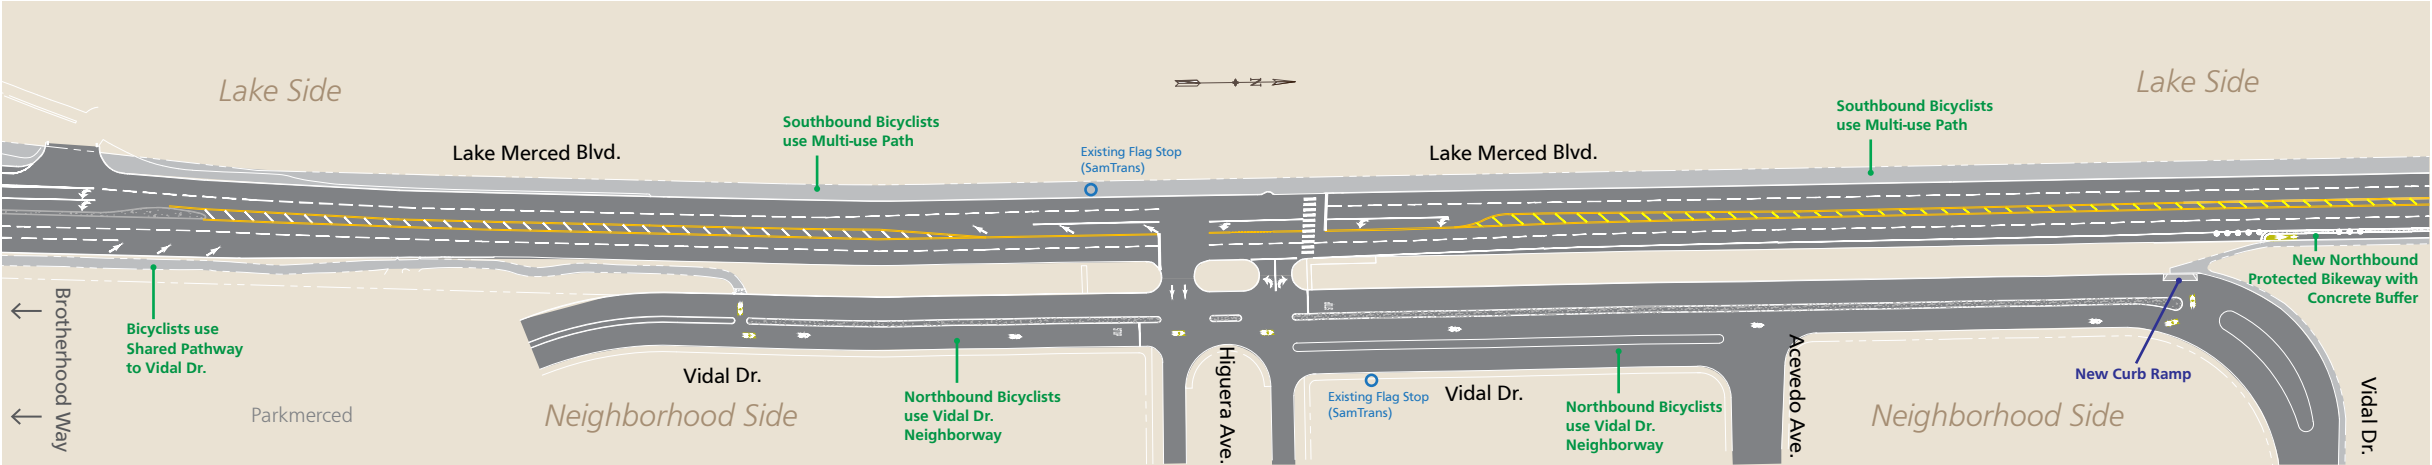 Lake Side
Lake Merced Blvd.
Southbound Bicyclists
use Multi-use Path
Existing Flag Stop
(SamTrans)
N
Lake Merced Blvd.
Southbound Bicyclists
use Multi-use Path
Lake Side
Brotherhood Way
Bicyclists use
Shared Pathway
to Vidal Dr.
Parkmerced
Neighborhood Side
Vidal Dr.
Northbound Bicyclists
use Vidal Dr.
Neighborway
Higuera Ave.
Existing Flag Stop
(SamTrans)
Vidal Dr.
Northbound Bicyclists
use Vidal Dr.
Neighborway
Acevedo Ave.
Neighborhood Side
New Curb Ramp
New Northbound
Protected Bikeway with
Concrete Buffer
Vidal Dr.